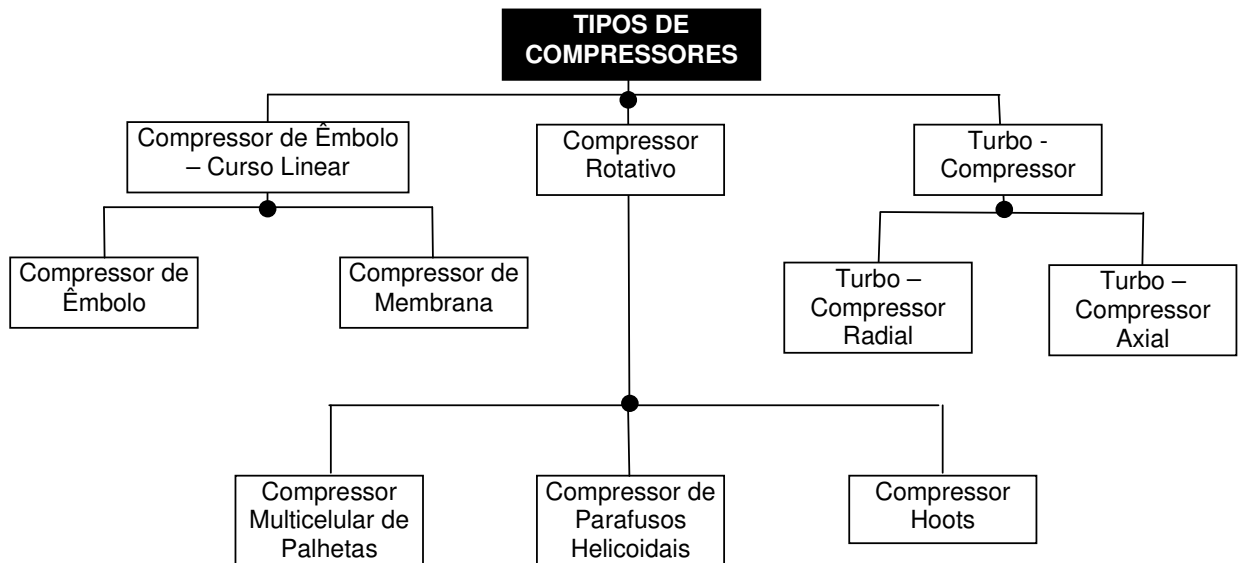 TIPOS DE
COMPRESSORES
Compressor de Êmbolo
– Curso Linear
Compressor
Rotativo
Turbo -
Compressor
Compressor de
Êmbolo
Compressor de
Membrana
Turbo –
Compressor
Radial
Turbo –
Compressor
Axial
Compressor
Multicelular de
Palhetas
Compressor de
Parafusos
Helicoidais
Compressor
Hoots